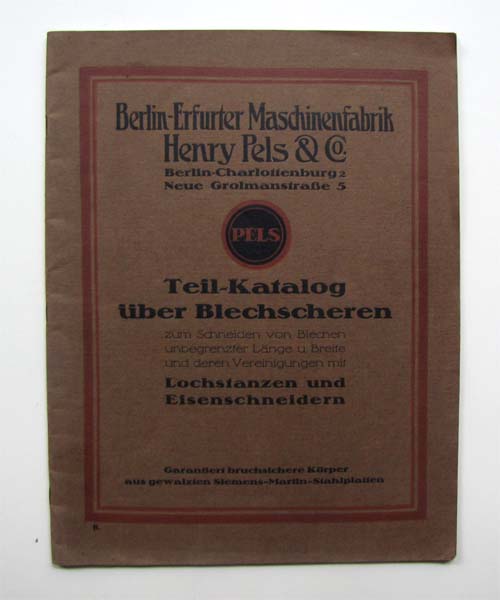 Berlin-Erfurter Maschinenfabrik
Henry Pels & Co.
Berlin-Charlottenburg 2
Neue Grolmanstraße 5
PELS
Teil-Katalog
über Blechscheren
zum Schneiden von Blechen
unbegrenzter Länge u. Breite
und deren Vereinigungen mit
Lochstanzen und
Eisenschneidern
Garantiert bruchsichere Körper
aus gewalzten Siemens-Martin-Stahlplatten